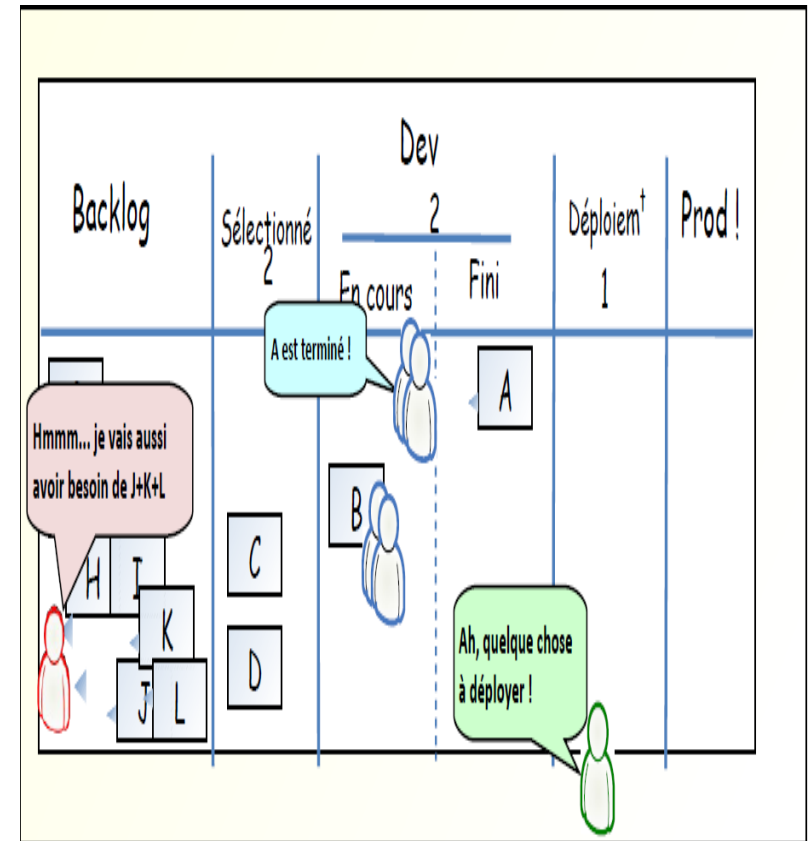 Dev
2
Backlog
Sélectionné
2
Déploiem†
1
Prod !
En cours
Fini
A est terminé !
A
Hmmm... je vais aussi
avoir besoin de J+K+L
B
C
H I
K
D
J L
Ah, quelque chose
à déployer !